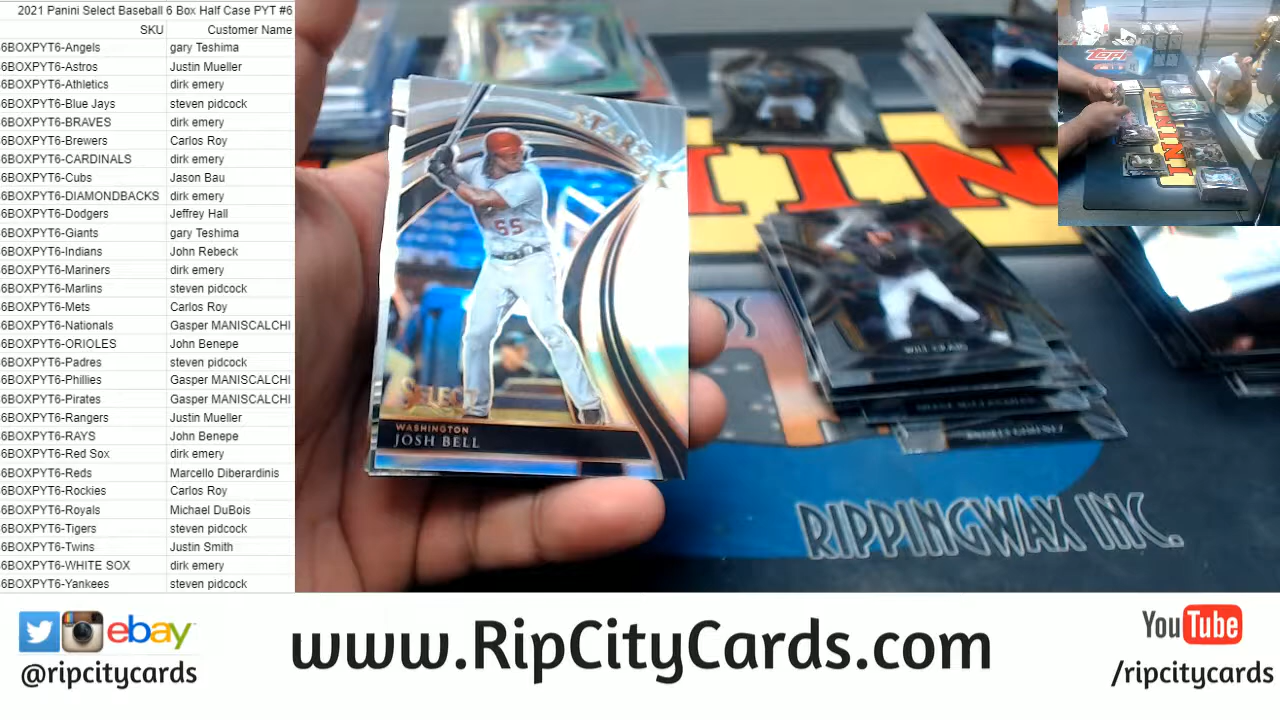 2021 Panini Select Baseball 6 Box Half Case PYT #6
SKU Customer Name
6BOXPYT6-Angels gary Teshima
6BOXPYT6-Astros Justin Mueller
6BOXPYT6-Athletics dirk emery
6BOXPYT6-Blue Jays steven pidcock
6BOXPYT6-BRAVES dirk emery
6BOXPYT6-Brewers Carlos Roy
6BOXPYT6-CARDINALS dirk emery
6BOXPYT6-Cubs Jason Bau
6BOXPYT6-DIAMONDBACKS dirk emery
6BOXPYT6-Dodgers Jeffrey Hall
6BOXPYT6-Giants gary Teshima
6BOXPYT6-Indians John Rebeck
6BOXPYT6-Mariners dirk emery
6BOXPYT6-Marlins steven pidcock
6BOXPYT6-Mets Carlos Roy
6BOXPYT6-Nationals Gasper MANISCALCHI
6BOXPYT6-ORIOLES John Benepe
6BOXPYT6-Padres steven pidcock
6BOXPYT6-Phillies Gasper MANISCALCHI
6BOXPYT6-Pirates Gasper MANISCALCHI
6BOXPYT6-Rangers Justin Mueller
6BOXPYT6-RAYS John Benepe
6BOXPYT6-Red Sox dirk emery
6BOXPYT6-Reds Marcello Diberardinis
6BOXPYT6-Rockies Carlos Roy
6BOXPYT6-Royals Michael DuBois
6BOXPYT6-Tigers steven pidcock
6BOXPYT6-Twins Justin Smith
6BOXPYT6-WHITE SOX dirk emery
6BOXPYT6-Yankees steven pidcock
STARS
55
SELECT
WASHINGTON
JOSH BELL
WILL CRAIG
RIPPINGWAX INC.
Topps
PANINI
ebay
@ripcitycards
www.RipCityCards.com
YouTube
/ripcitycards